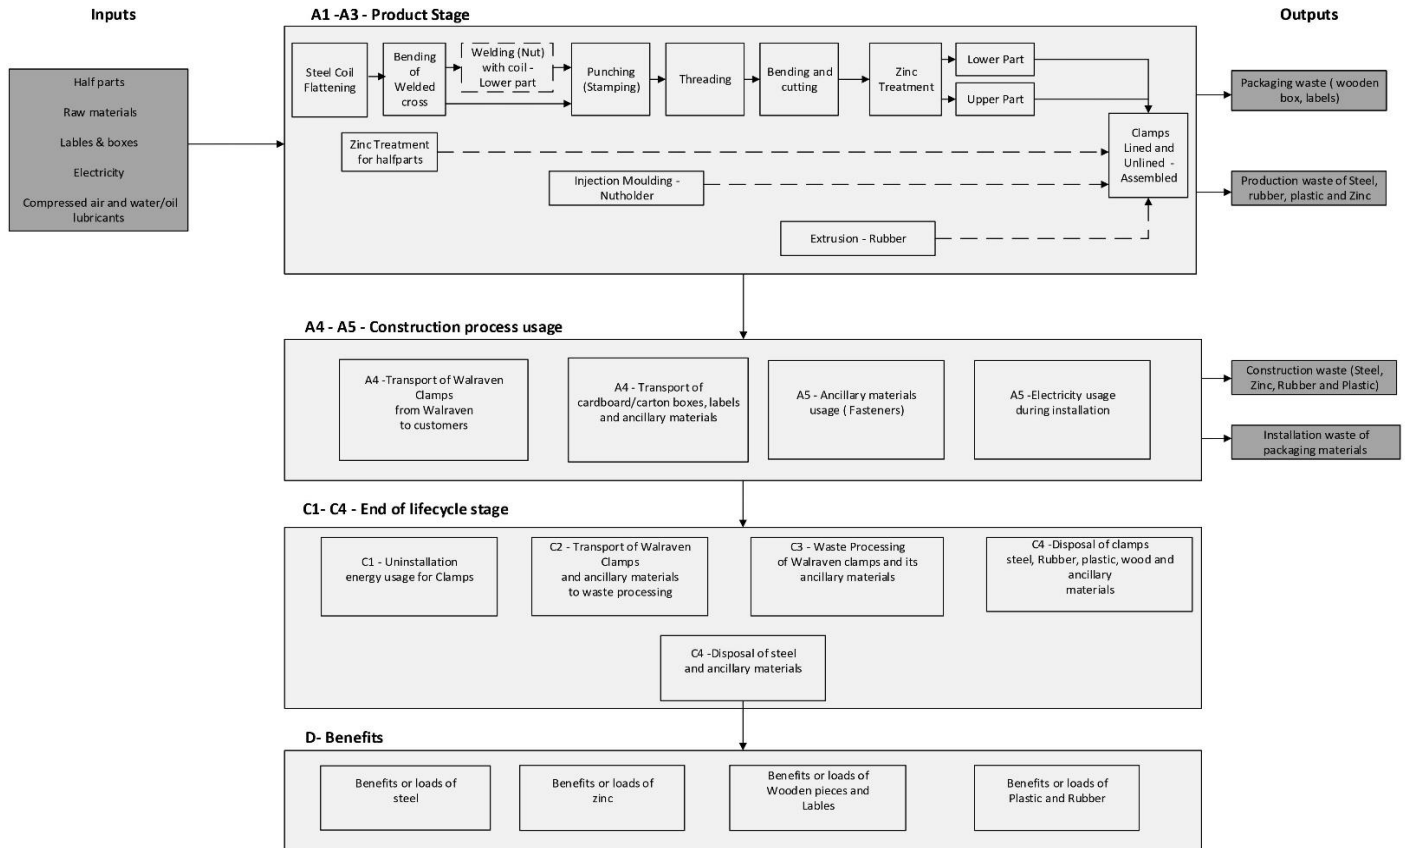 Inputs
A1 -A3 - Product Stage
Outputs
Half parts
Raw materials
Lables & boxes
Electricity
Compressed air and water/oil
lubricants
Steel Coil
Flattening
Bending
of
Welded
cross
Welding (Nut)
with coil -
Lower part
Punching
(Stamping)
Threading
Bending and
cutting
Zinc
Treatment
Lower Part
Upper Part
Zinc Treatment
for halfparts
Injection Moulding -
Nutholder
Extrusion - Rubber
Clamps
Lined and
Unlined -
Assembled
Packaging waste ( wooden
box, labels)
Production waste of Steel,
rubber, plastic and Zinc
A4 - A5 - Construction process usage
A4 -Transport of Walraven
Clamps
from Walraven
to customers
A4 - Transport of
cardboard/carton boxes, labels
and ancillary materials
A5 - Ancillary materials
usage ( Fasteners)
A5 -Electricity usage
during installation
Construction waste (Steel,
Zinc, Rubber and Plastic)
Installation waste of
packaging materials
C1- C4 - End of lifecycle stage
C1 - Uninstallation
energy usage for Clamps
C2 - Transport of Walraven
Clamps
and ancillary materials
to waste processing
C3 - Waste Processing
of Walraven clamps and its
ancillary materials
C4 -Disposal of clamps
steel, Rubber, plastic, wood and
ancillary
materials
C4 -Disposal of steel
and ancillary materials
D- Benefits
Benefits or loads of
steel
Benefits or loads of
zinc
Benefits or loads of
Wooden pieces and
Lables
Benefits or loads of
Plastic and Rubber